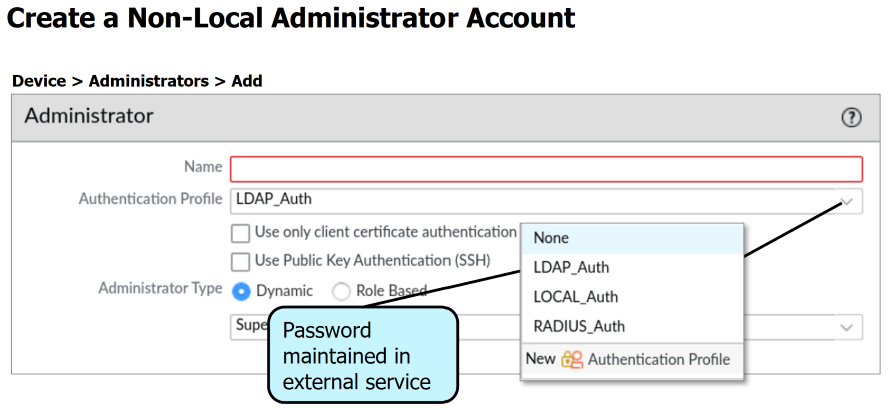 Create a Non-Local Administrator Account
Device > Administrators > Add
Administrator
Name
Authentication Profile LDAP_Auth
Use only client certificate authentication
Use Public Key Authentication (SSH)
Administrator Type Dynamic Role Based
Supe
None
LDAP_Auth
LOCAL_Auth
RADIUS_Auth
New Authentication Profile
Password
maintained in
external service